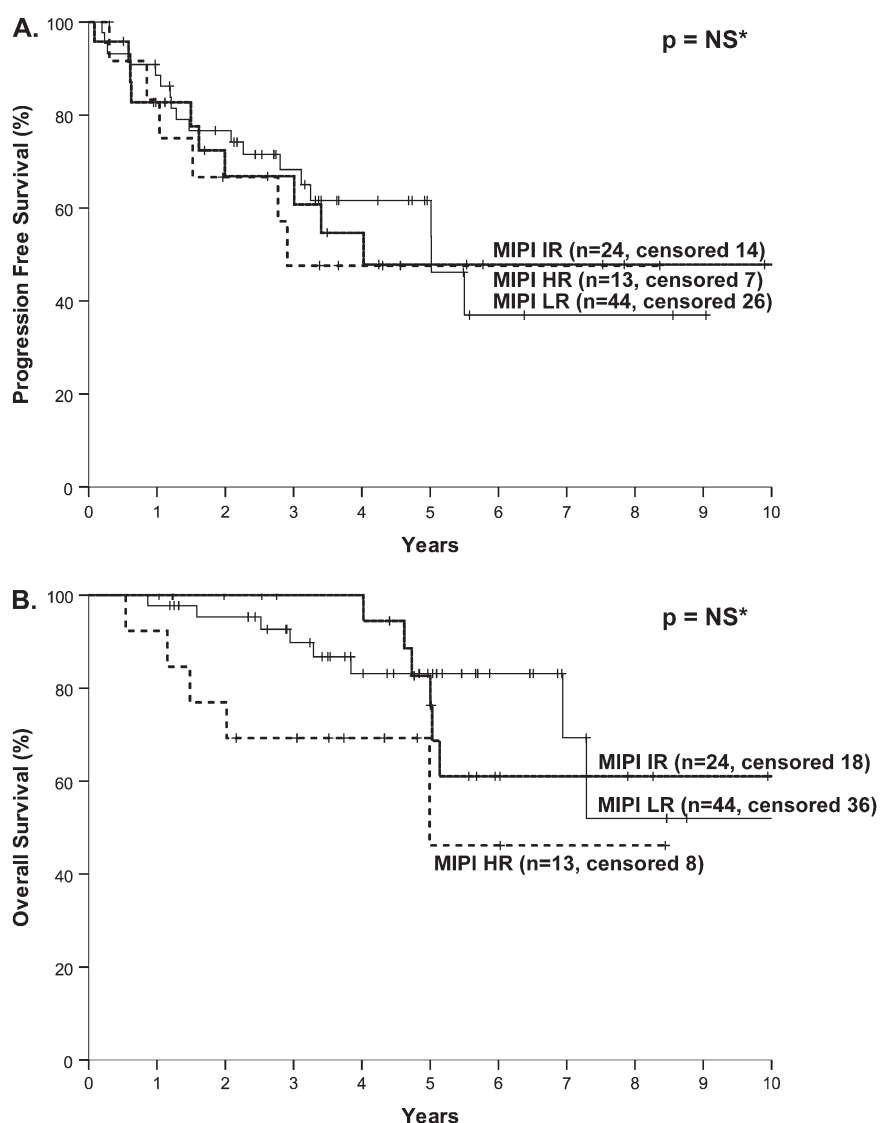 A.
p = NS*
Progression Free Survival (%)
100
80
60
40
20
0
MIPI IR (n=24, censored 14)
MIPI HR (n=13, censored 7)
MIPI LR (n=44, censored 26)
0 1 2 3 4 5 6 7 8 9 10
Years
B.
p = NS*
Overall Survival (%)
100
80
60
40
20
0
MIPI IR (n=24, censored 18)
MIPI LR (n=44, censored 36)
MIPI HR (n=13, censored 8)
0 1 2 3 4 5 6 7 8 9 10
Years